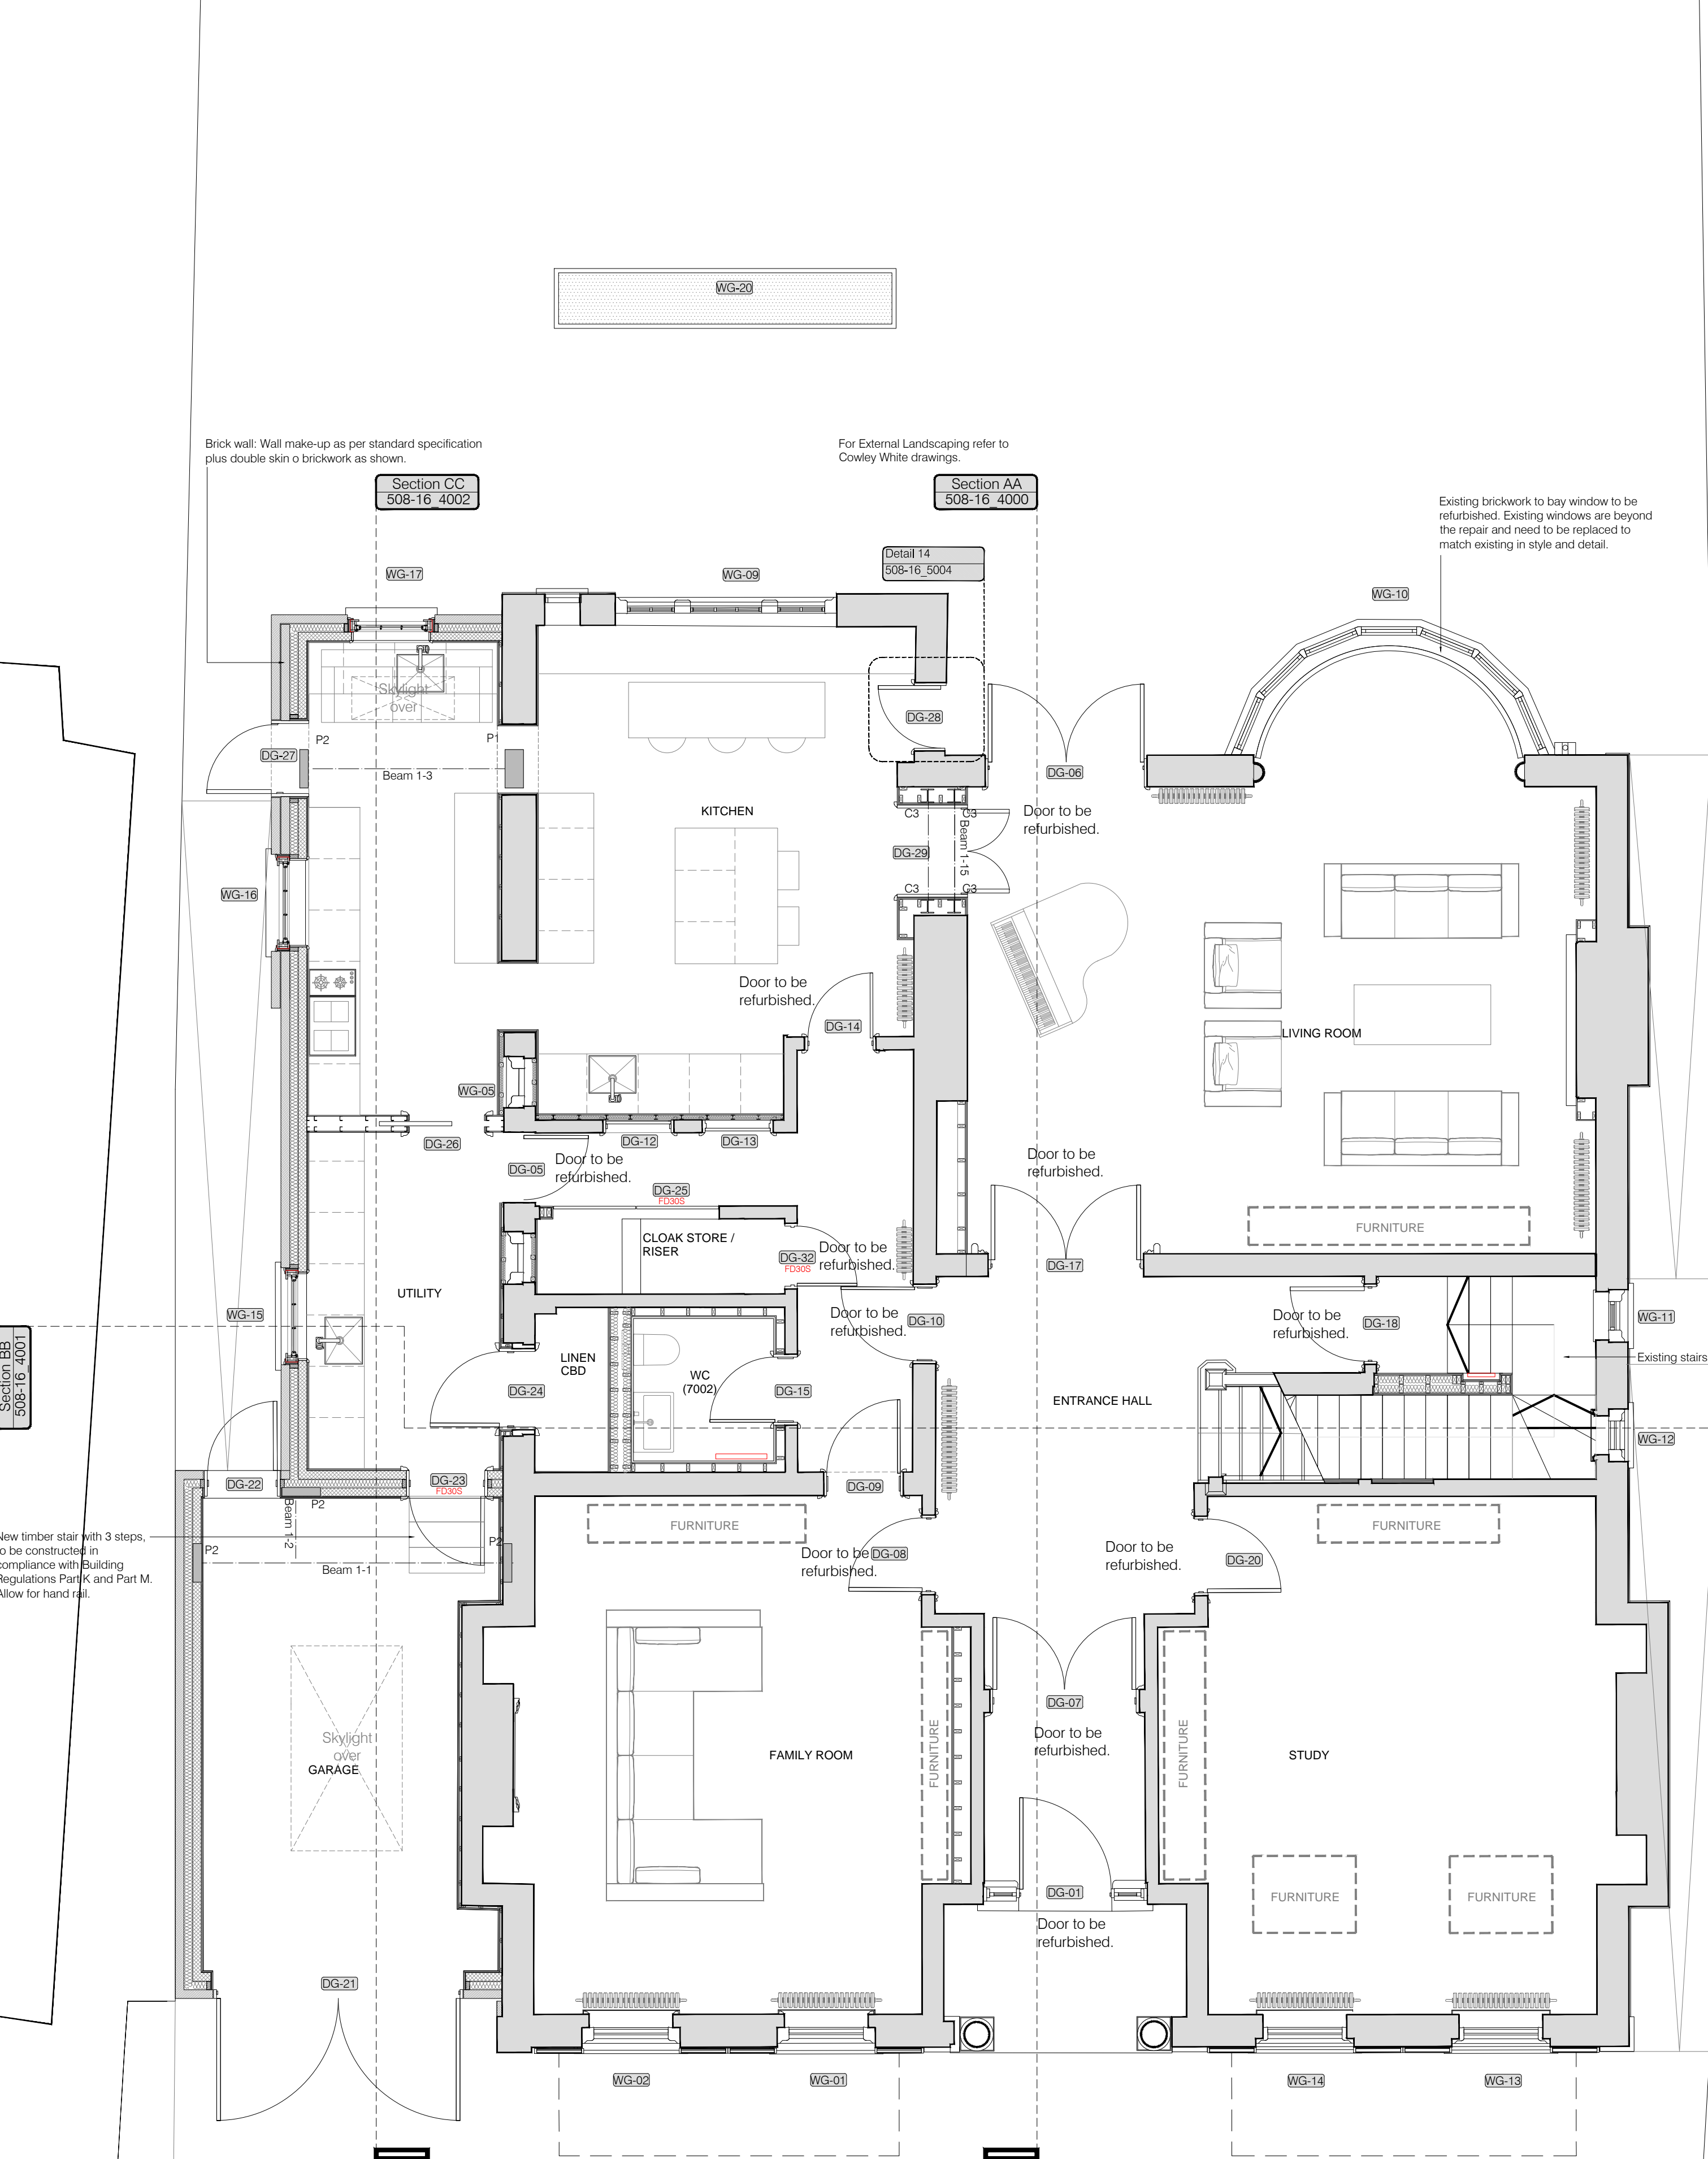 WG-20
Brick wall: Wall make-up as per standard specification
plus double skin o brickwork as shown.
For External Landscaping refer to
Cowley White drawings.
Section CC
508-16_4002
Section AA
508-16_4000
Existing brickwork to bay window to be
refurbished. Existing windows are beyond
the repair and need to be replaced to
match existing in style and detail.
Detail 14
508-16_5004
WG-17
WG-09
WG-10
Skylight
over
DG-28
P2
P1
DG-27
Beam 1-3
DG-06
KITCHEN
C3
C3
Door to be
refurbished.
DG-29
Beam 1-15
C3
C3
WG-16
Door to be
refurbished.
DG-14
LIVING ROOM
WG-05
DG-26
DG-12
DG-13
DG-05
Door to be
refurbished.
Door to be
refurbished.
DG-25
FD30S
FURNITURE
CLOAK STORE /
RISER
DG-32
FD30S
Door to be
refurbished.
DG-17
UTILITY
WG-15
Door to be
refurbished.
DG-10
Door to be
refurbished.
DG-18
WG-11
Section BB
508-16_4001
LINEN
CBD
Existing stairs
WC
(7002)
DG-24
DG-15
ENTRANCE HALL
WG-12
DG-22
DG-23
FD30S
DG-09
P2
Beam 1-2
FURNITURE
FURNITURE
New timber stair with 3 steps,
to be constructed in
compliance with Building
Regulations Part K and Part M.
Allow for hand rail.
P2
P2
Beam 1-1
Door to be
refurbished.
DG-08
Door to be
refurbished.
DG-20
DG-07
Door to be
refurbished.
Skylight
over
GARAGE
FAMILY ROOM
FURNITURE
FURNITURE
STUDY
DG-01
FURNITURE
FURNITURE
Door to be
refurbished.
DG-21
WG-02
WG-01
WG-14
WG-13